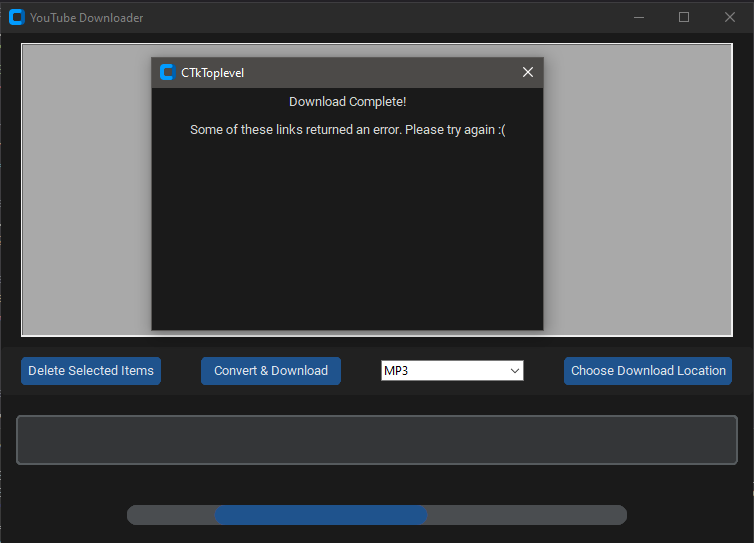 YouTube Downloader
CTkToplevel
Download Complete!
Some of these links returned an error. Please try again :(
Delete Selected Items
Convert & Download
MP3
Choose Download Location